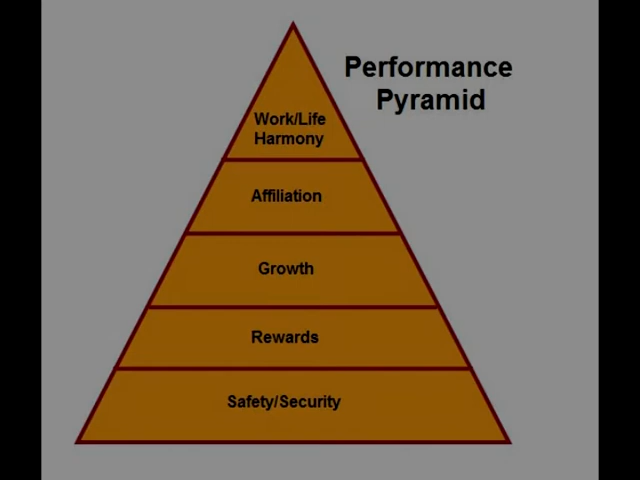 Performance
Pyramid
Work/Life
Harmony
Affiliation
Growth
Rewards
Safety/Security